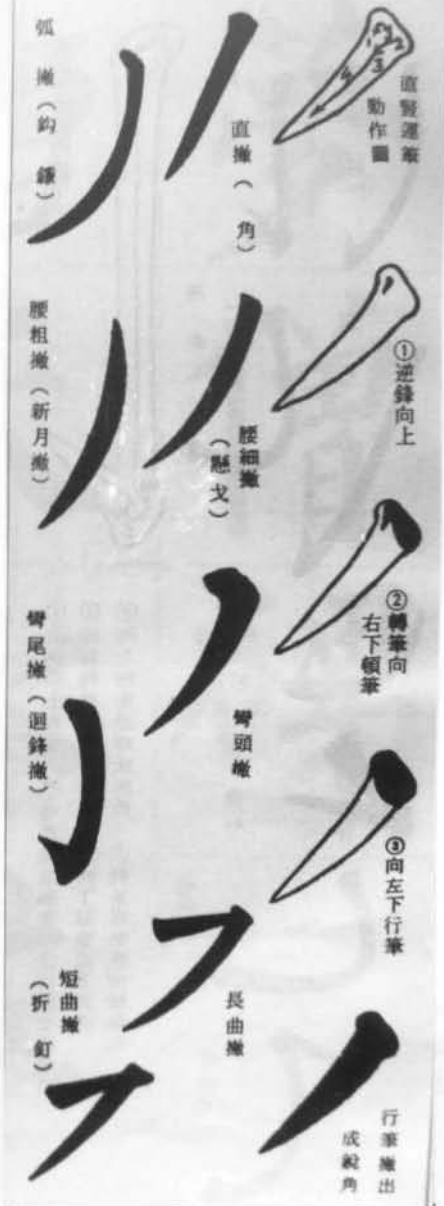 直豎運筆
動作圖
①逆鋒向上
②轉筆向
右下頓筆
③向左下行筆
行筆撇出
成銳角
直撇（角）
腰細撇
（懸戈）
彎頭撇
長曲撇
弧撇（鈎鐮）
腰粗撇（新月撇）
彎尾撇（迴鋒撇）
短曲撇
（折釘）